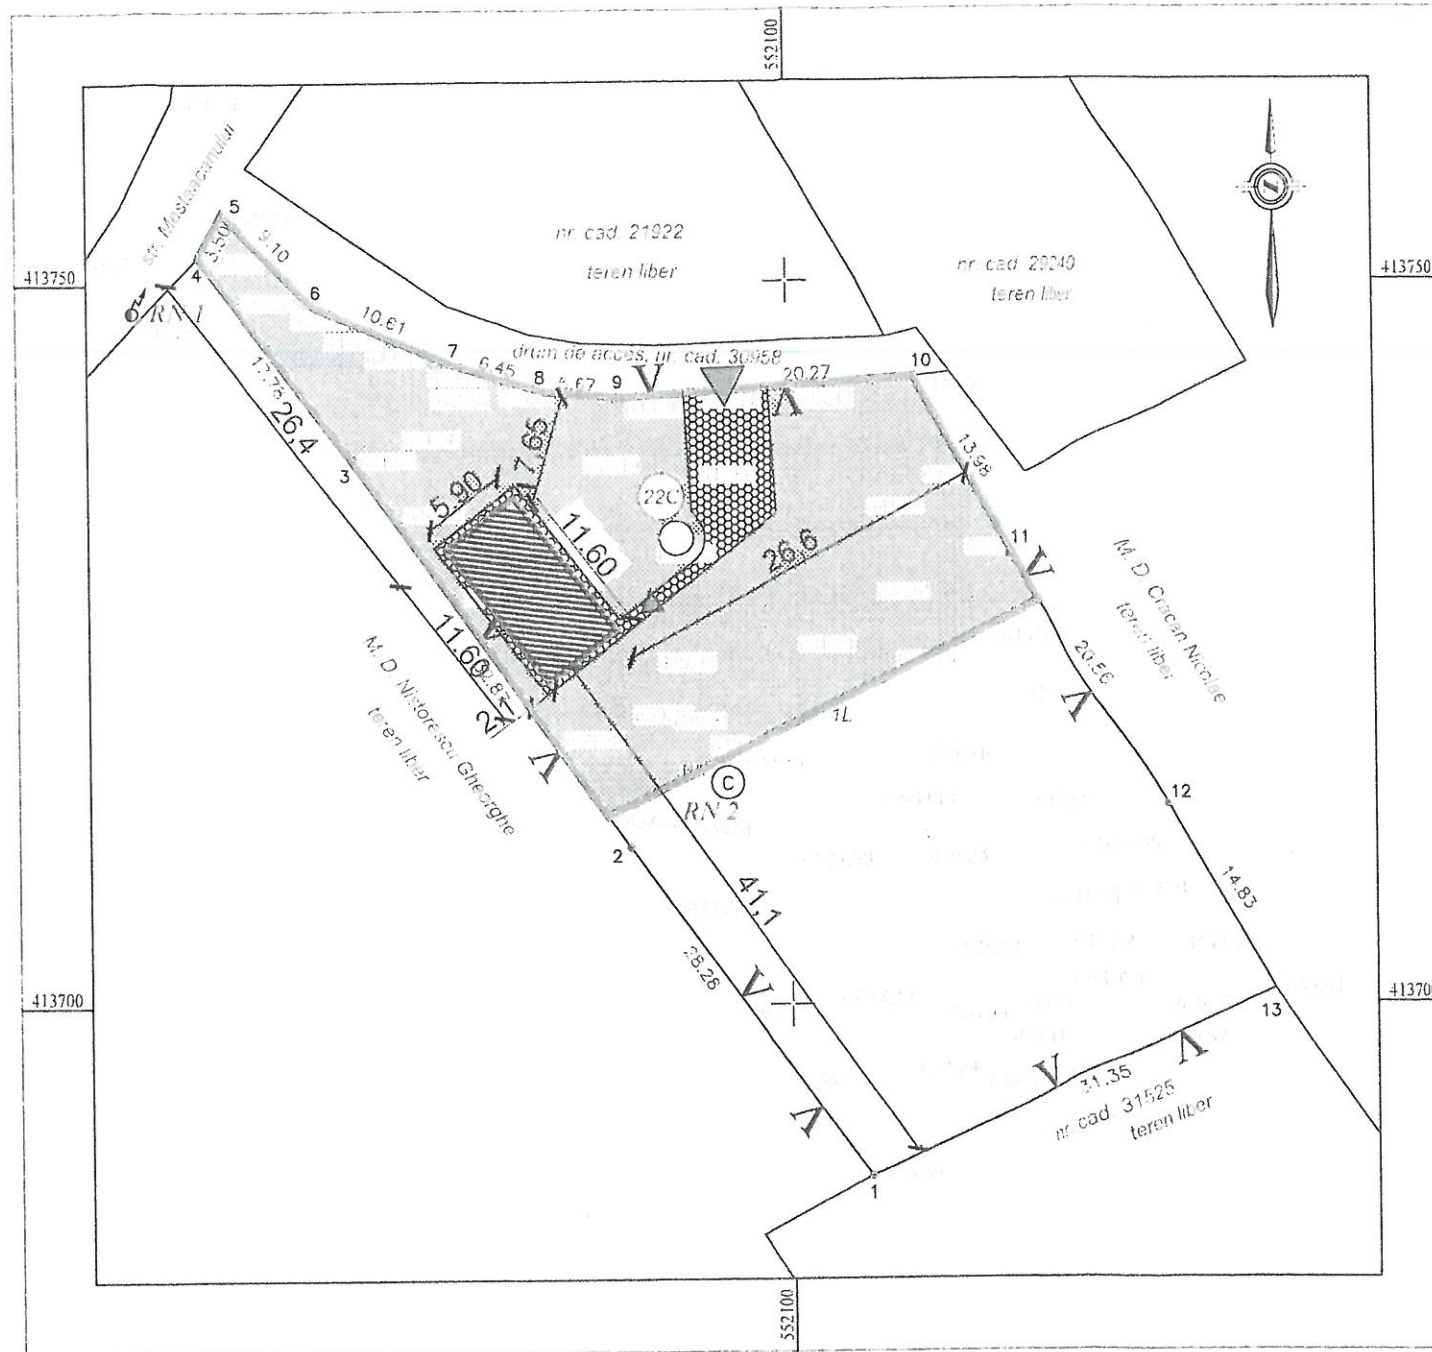 552100
str. Mestaacanului
5
3.50
9.10
4
413750
nr. cad. 21922
teren liber
nr. cad. 29240
teren liber
413750
RN 1
6
10.61
7
6.45
8
5.67
9
drum de acces, nr. cad. 30958
20.27
10
17.78
26,4
3
7.65
13.98
5.90
22C
11.60
26.6
11
M. D. Cracan Nicolae
teren liber
11.60
2
M. D. Nistorescu Gheorghe
teren liber
20.56
1L
C
RN 2
12
2
41,1
14.83
28.26
413700
413700
13
31.35
nr. cad. 31525
teren liber
1
552100